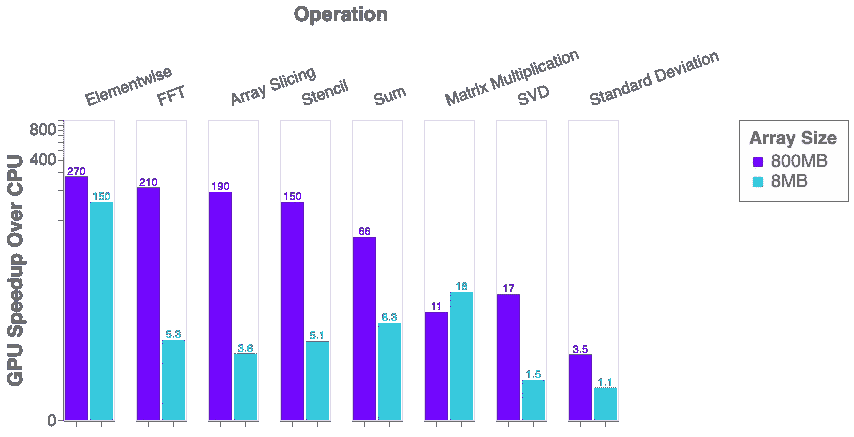 Operation
Elementwise
FFT
Array Slicing
Stencil
Sum
Matrix Multiplication
SVD
Standard Deviation
GPU Speedup Over CPU
800
400
0
270
150
210
5.3
190
3.6
150
5.1
66
8.3
11
18
17
1.5
3.5
1.1
Array Size
800MB
8MB